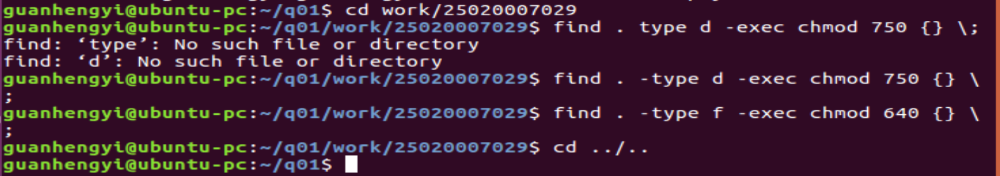 guanhengyi@ubuntu-pc:~/q01$ cd work/25020007029
guanhengyi@ubuntu-pc:~/q01/work/25020007029$ find . type d -exec chmod 750 {} \;
find: ‘type’: No such file or directory
find: ‘d’: No such file or directory
guanhengyi@ubuntu-pc:~/q01/work/25020007029$ find . -type d -exec chmod 750 {} \
;
guanhengyi@ubuntu-pc:~/q01/work/25020007029$ find . -type f -exec chmod 640 {} \
;
guanhengyi@ubuntu-pc:~/q01/work/25020007029$ cd ../..
guanhengyi@ubuntu-pc:~/q01$